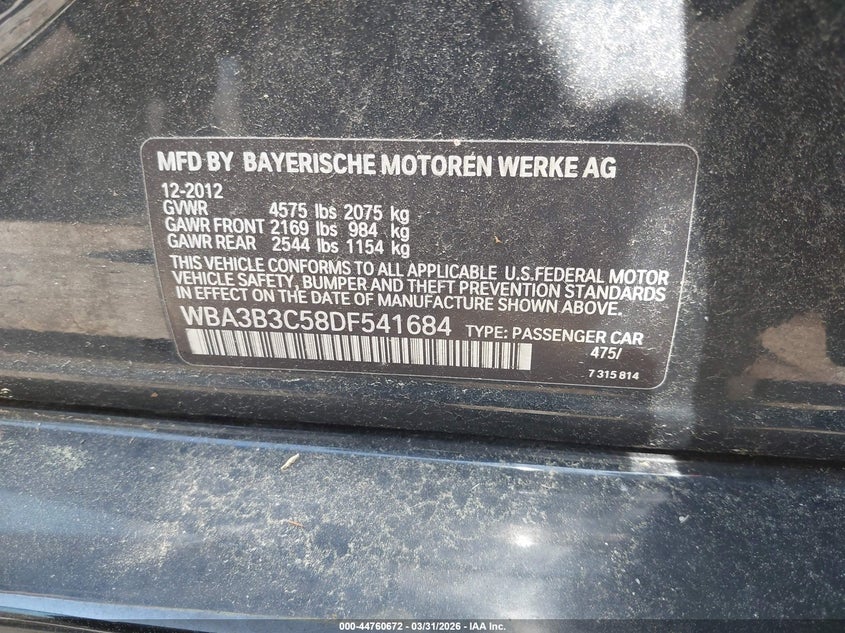 MFD BY BAYERISCHE MOTOREN WERKE AG
12-2012
GVWR 4575 lbs 2075 kg
GAWR FRONT 2169 lbs 984 kg
GAWR REAR 2544 lbs 1154 kg
THIS VEHICLE CONFORMS TO ALL APPLICABLE U.S.FEDERAL MOTOR
VEHICLE SAFETY, BUMPER AND THEFT PREVENTION STANDARDS
IN EFFECT ON THE DATE OF MANUFACTURE SHOWN ABOVE.
WBA3B3C58DF541684 TYPE: PASSENGER CAR
475/
7 315 814
000-44760672 - 03/31/2026 - IAA Inc.